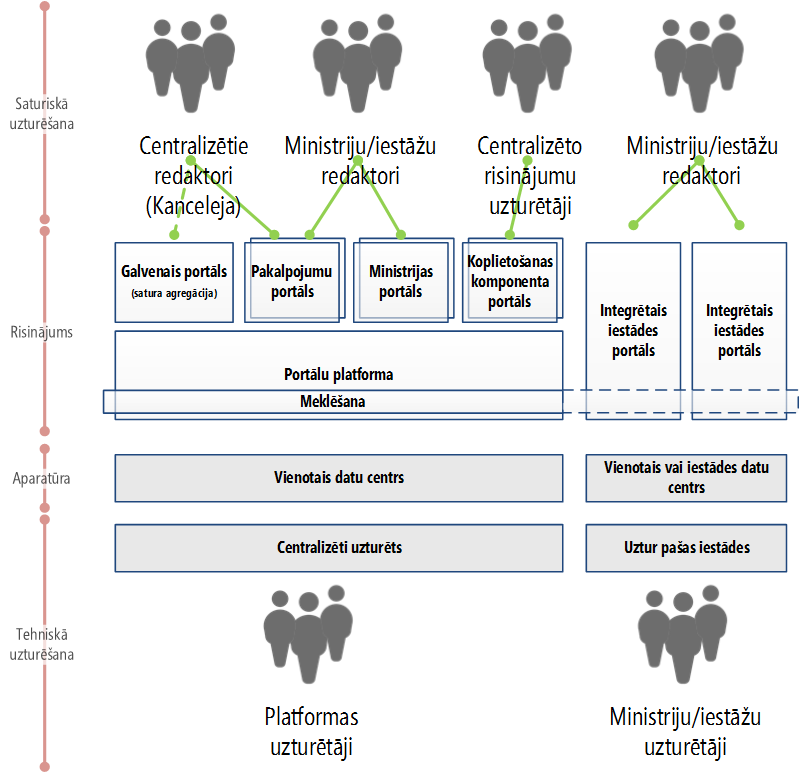 Saturiskā
uzturēšana
Centralizētie
redaktori
(Kanceleja)
Ministriju/iestāžu
redaktori
Centralizēto
risinājumu
uzturētāji
Ministriju/iestāžu
redaktori
Risinājums
Galvenais portāls
(satura agregācija)
Pakalpojumu
portāls
Ministrijas
portāls
Koplietošanas
komponenta
portāls
Integrētais
iestādes
portāls
Integrētais
iestādes
portāls
Portālu platforma
Meklēšana
Aparatūra
Vienotais datu centrs
Vienotais vai iestādes datu
centrs
Centralizēti uzturēts
Uztur pašas iestādes
Tehniskā
uzturēšana
Platformas
uzturētāji
Ministriju/iestāžu
uzturētāji